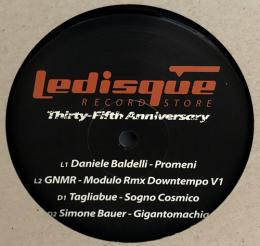 Ledisque
RECORD STORE
Thirty-Fifth Anniversary
L1 Daniele Baldelli - Promeni
L2 GNMR - Modulo Rmx Downtempo V1
D1 Tagliabue - Sogno Cosmico
D2 Simone Bauer - Gigantomachia